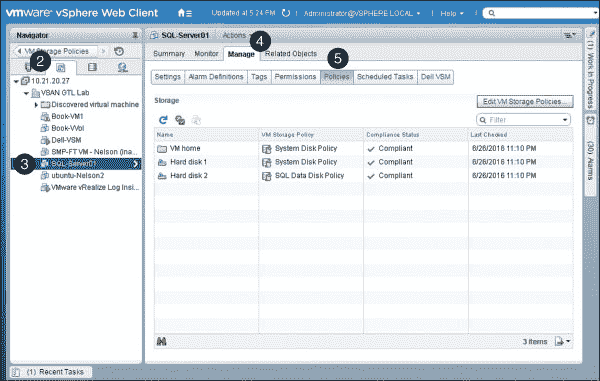 vmware® vSphere Web Client
Updated at 5:24 PM
Administrator@VSPHERE.LOCAL
Help
Navigator
VM Storage Policies
2
10.21.20.27
VSAN GTL Lab
Discovered virtual machine
Book-VM1
Book-VVol
Dell-VSM
SMP-FT VM - Nelson (ina...
3
SQL-Server01
ubuntu-Nelson2
VMware vRealize Log Insi...
SQL-Server01
Actions
4
5
Summary Monitor Manage Related Objects
Settings Alarm Definitions Tags Permissions Policies Scheduled Tasks Dell VSM
Storage
Edit VM Storage Policies...
Filter
Name VM Storage Policy Compliance Status Last Checked
VM home System Disk Policy Compliant 6/26/2016 11:10 PM
Hard disk 1 System Disk Policy Compliant 6/26/2016 11:10 PM
Hard disk 2 SQL Data Disk Policy Compliant 6/26/2016 11:10 PM
3 items
(1) Work In Progress
(30) Alarms
(1) Recent Tasks